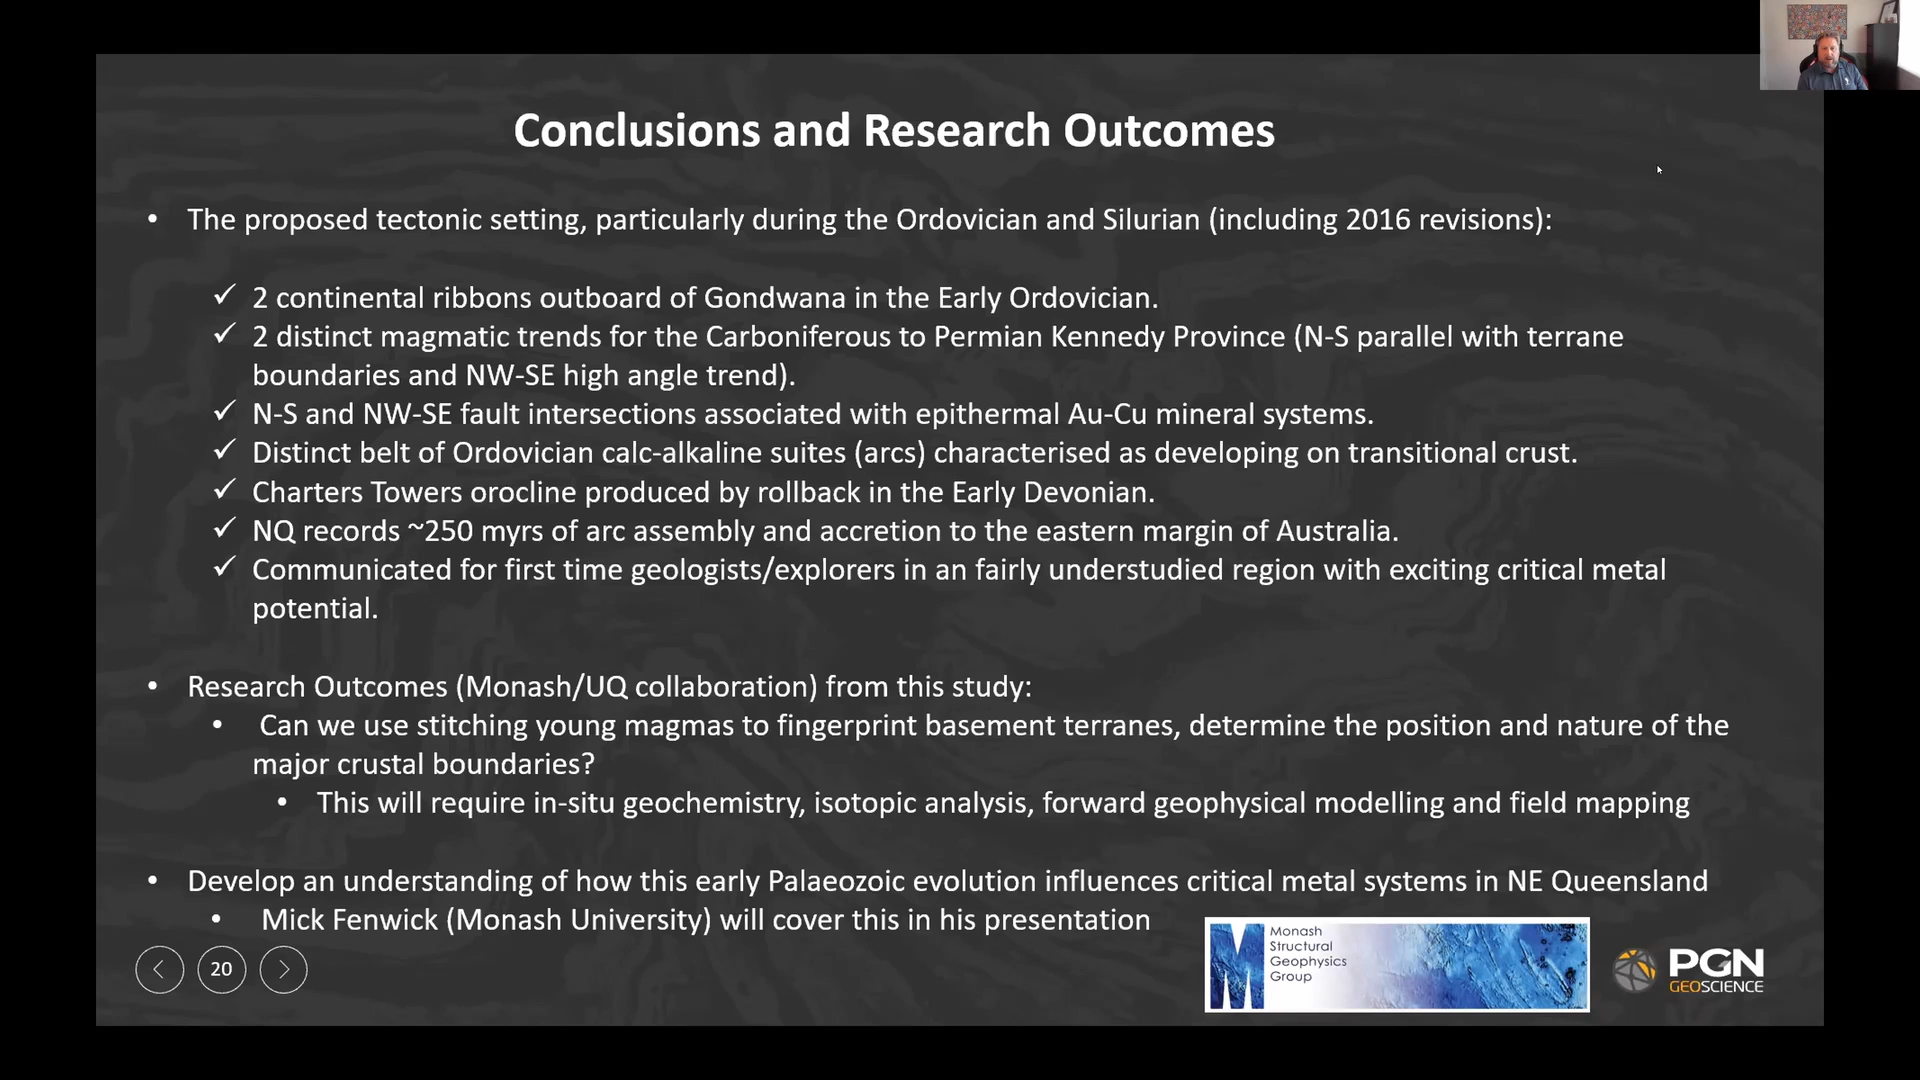 Conclusions and Research Outcomes
• The proposed tectonic setting, particularly during the Ordovician and Silurian (including 2016 revisions):
✓ 2 continental ribbons outboard of Gondwana in the Early Ordovician.
✓ 2 distinct magmatic trends for the Carboniferous to Permian Kennedy Province (N-S parallel with terrane
boundaries and NW-SE high angle trend).
✓ N-S and NW-SE fault intersections associated with epithermal Au-Cu mineral systems.
✓ Distinct belt of Ordovician calc-alkaline suites (arcs) characterised as developing on transitional crust.
✓ Charters Towers orocline produced by rollback in the Early Devonian.
✓ NQ records ~250 myrs of arc assembly and accretion to the eastern margin of Australia.
✓ Communicated for first time geologists/explorers in an fairly understudied region with exciting critical metal
potential.
• Research Outcomes (Monash/UQ collaboration) from this study:
• Can we use stitching young magmas to fingerprint basement terranes, determine the position and nature of the
major crustal boundaries?
• This will require in-situ geochemistry, isotopic analysis, forward geophysical modelling and field mapping
• Develop an understanding of how this early Palaeozoic evolution influences critical metal systems in NE Queensland
• Mick Fenwick (Monash University) will cover this in his presentation
20
M
Monash
Structural
Geophysics
Group
PGN
GEOSCIENCE